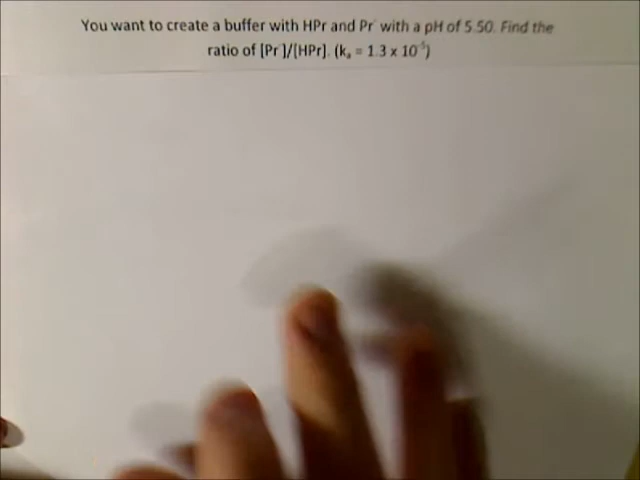 You want to create a buffer with HPr and Pr⁻ with a pH of 5.50. Find the
ratio of [Pr⁻]/[HPr]. (kₐ = 1.3 x 10⁻⁵)